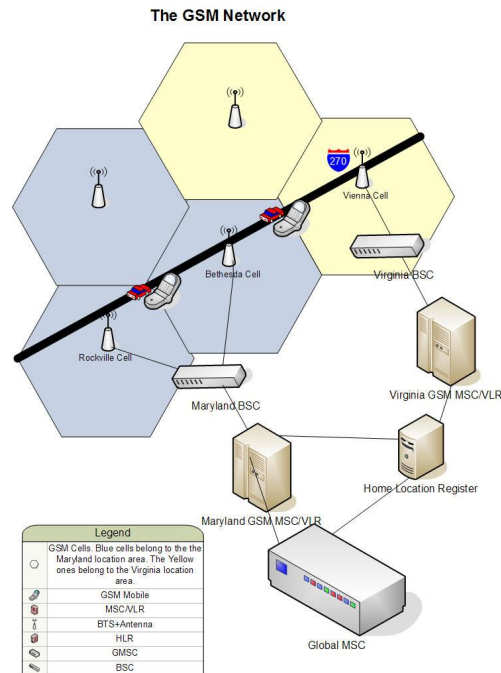 The GSM Network
270
Vienna Cell
Bethesda Cell
Virginia BSC
Rockville Cell
Virginia GSM MSC/VLR
Maryland BSC
Home Location Register
Maryland GSM MSC/VLR
Global MSC
Legend
GSM Cells. Blue cells belong to the the
Maryland location area. The Yellow
ones belong to the Virginia location
area.
GSM Mobile
MSC/VLR
BTS+Antenna
HLR
GMSC
BSC